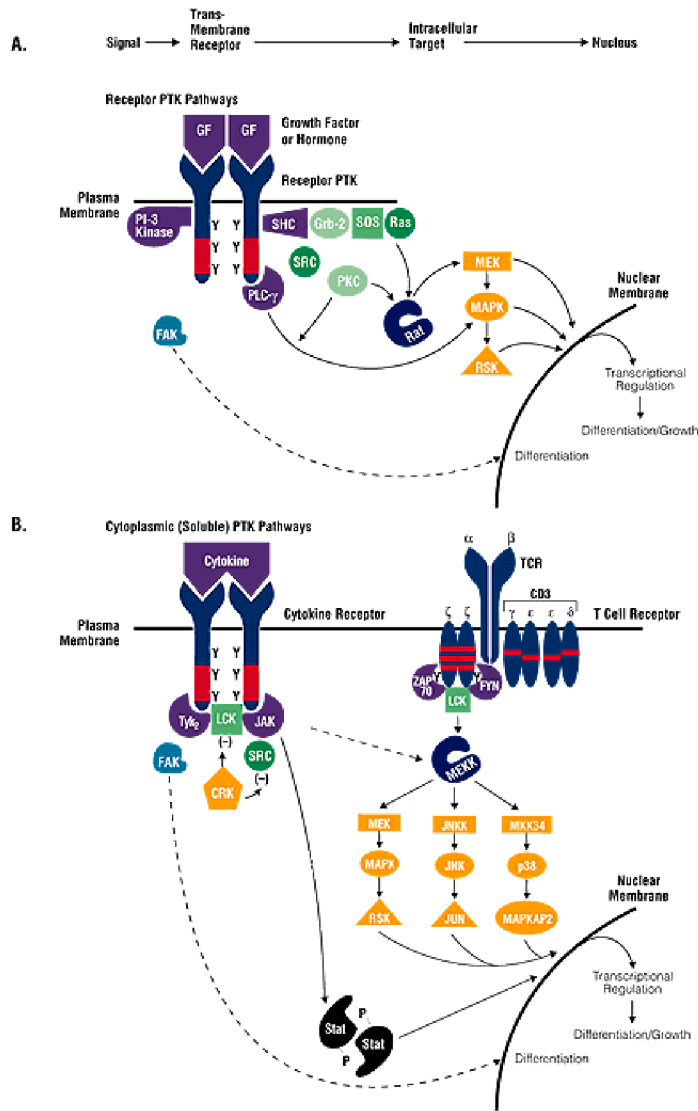 A.
Signal
Trans-
Membrane
Receptor
Intracellular
Target
Nucleus
Receptor PTK Pathways
GF
GF
Growth Factor
or Hormone
Receptor PTK
Plasma
Membrane
PI-3
Kinase
Y
Y
Y
Y
Y
Y
SHC
Grb-2
SOS
Ras
SRC
PLC-γ
PKC
Raf
MEK
MAPK
RSK
Nuclear
Membrane
FAK
Transcriptional
Regulation
Differentiation/Growth
Differentiation
B.
Cytoplasmic (Soluble) PTK Pathways
Cytokine
Cytokine Receptor
Plasma
Membrane
α
β
TCR
CD3
ζ
ζ
γ
ε
ε
δ
T Cell Receptor
Y
Y
Y
Y
Y
Y
Y
Y
ZAP
70
FYN
LCK
Tyk2
LCK
JAK
(–)
FAK
SRC
(–)
CRK
MEKK
MEK
JNKK
MKK34
MAPK
JHK
p38
RSK
JUN
MAPKAP2
Nuclear
Membrane
Transcriptional
Regulation
Differentiation/Growth
Stat
P
Stat
P
Differentiation